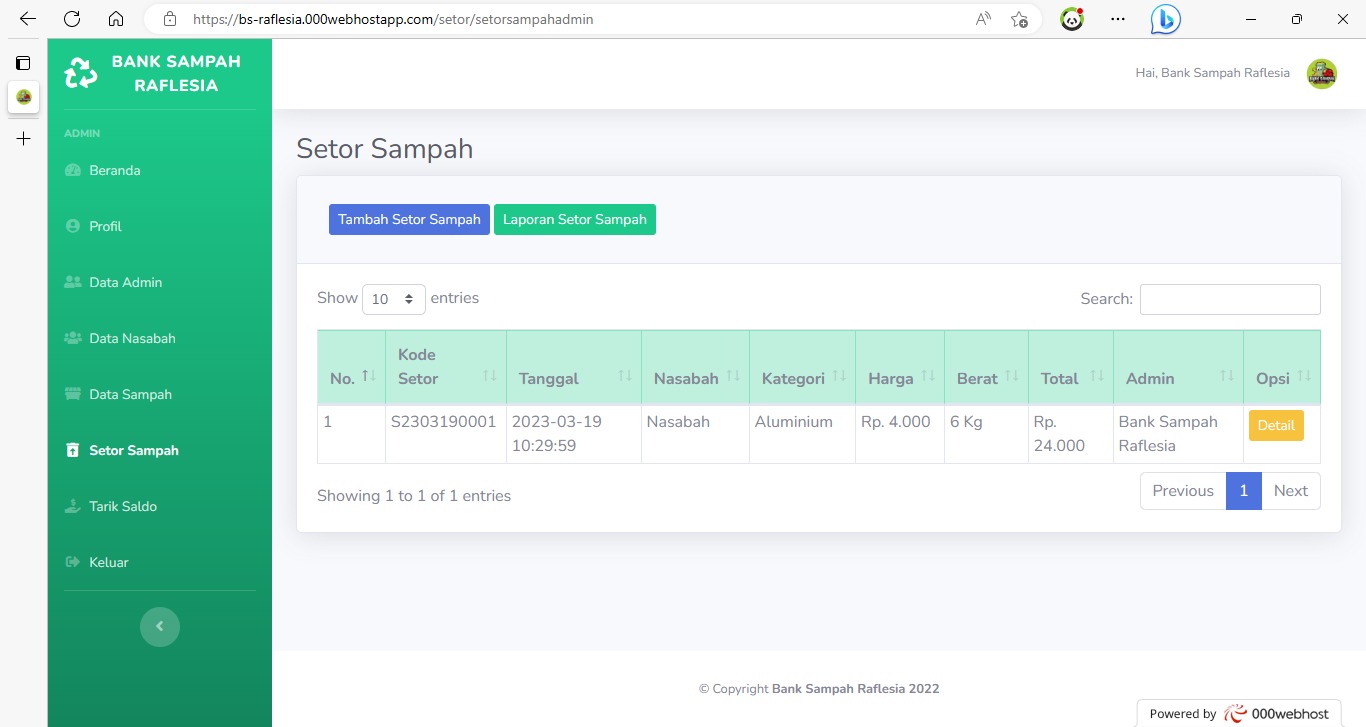 https://bs-raflesia.000webhostapp.com/setor/setorsampahadmin
BANK SAMPAH
RAFLESIA
Hai, Bank Sampah Raflesia
ADMIN
Beranda
Profil
Data Admin
Data Nasabah
Data Sampah
Setor Sampah
Tarik Saldo
Keluar
Setor Sampah
Tambah Setor Sampah Laporan Setor Sampah
Show 10 entries Search:
No. Kode Setor Tanggal Nasabah Kategori Harga Berat Total Admin Opsi
1 S2303190001 2023-03-19 Nasabah Aluminium Rp. 4.000 6 Kg Rp. Bank Sampah Detail
10:29:59 24.000 Raflesia
Showing 1 to 1 of 1 entries Previous 1 Next
© Copyright Bank Sampah Raflesia 2022
Powered by 000webhost